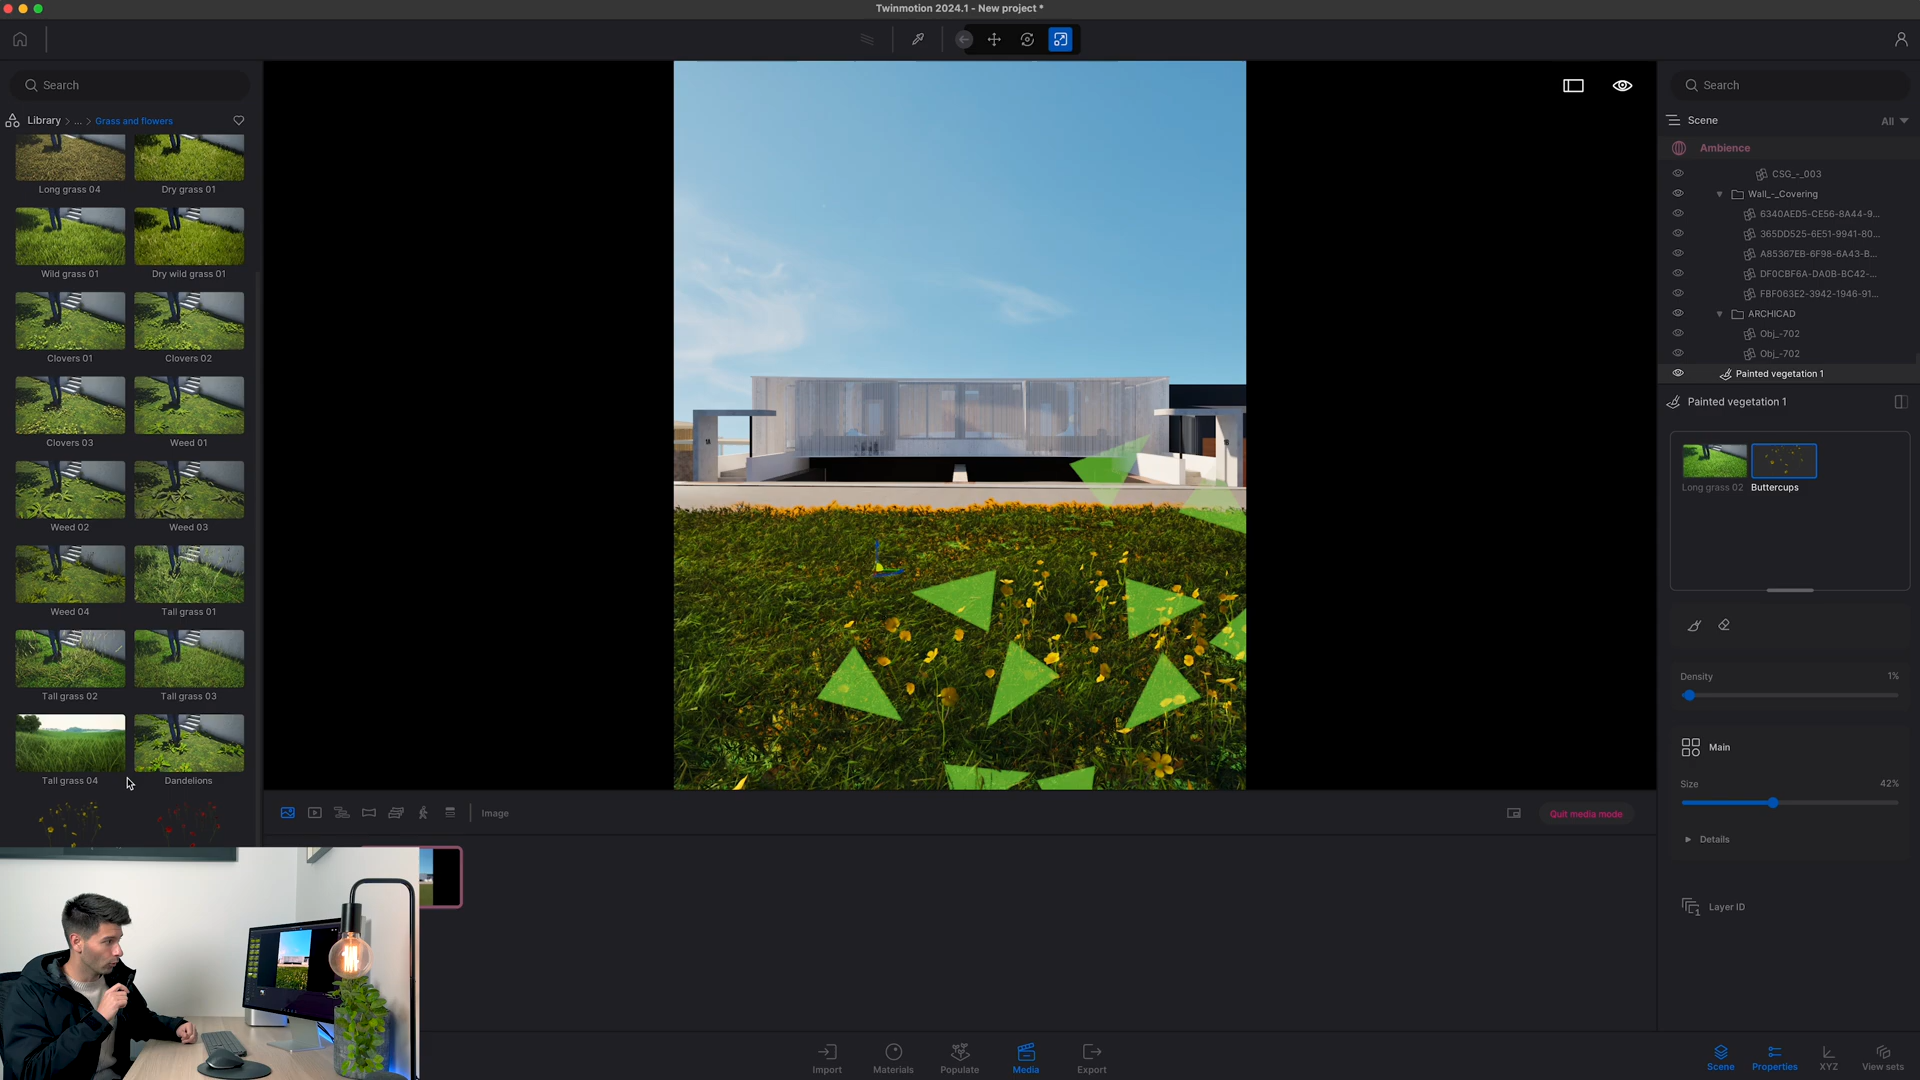 Twinmotion 2024.1 - New project *
Search
Library > ... > Grass and flowers
Long grass 04
Dry grass 01
Wild grass 01
Dry wild grass 01
Clovers 01
Clovers 02
Clovers 03
Weed 01
Weed 02
Weed 03
Weed 04
Tall grass 01
Tall grass 02
Tall grass 03
Tall grass 04
Dandelions
Image
Quit media mode
Import
Materials
Populate
Media
Export
Search
Scene
All
Ambience
CSG_-_003
Wall_-_Covering
6340AED5-CE56-8A44-9...
365DD525-6E51-9941-80...
A85367EB-6F98-6A43-B...
DF0CBF6A-DA0B-BC42-...
FBF063E2-3942-1946-91...
ARCHICAD
Obj_-702
Obj_-702
Painted vegetation 1
Painted vegetation 1
Long grass 02
Buttercups
Density
1%
Main
Size
42%
Details
Layer ID
Scene
Properties
XYZ
View sets